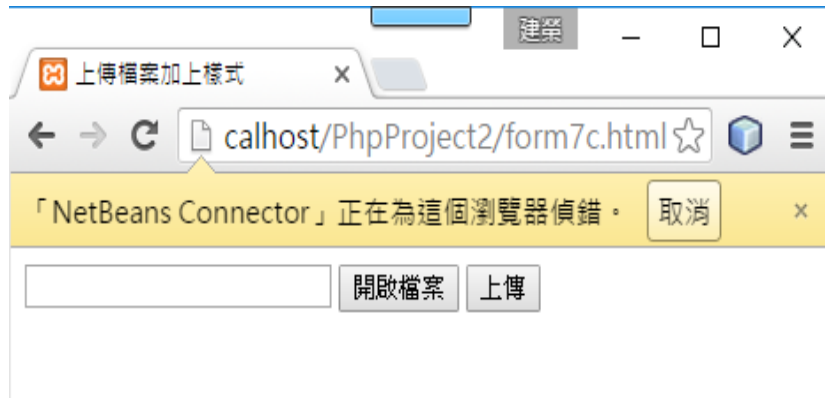 建榮
上傳檔案加上樣式
calhost/PhpProject2/form7c.html
「NetBeans Connector」正在為這個瀏覽器偵錯。 取消
開啟檔案 上傳